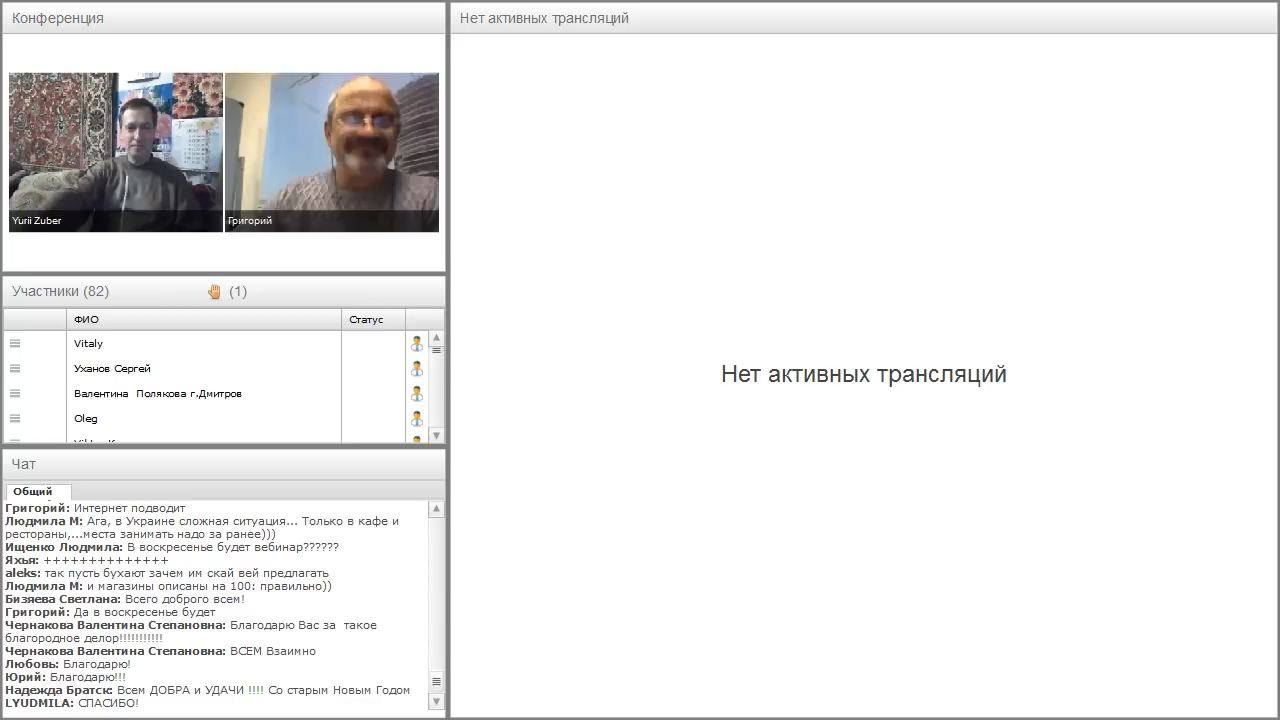 Конференция
Нет активных трансляций
Yurii Zuber
Григорий
Участники (82)
(1)
ФИО
Статус
Vitaly
Уханов Сергей
Валентина Полякова г.Дмитров
Oleg
Чат
Общий
Григорий: Интернет подводит
Людмила М: Ага, в Украине сложная ситуация... Только в кафе и
рестораны,...места занимать надо за ранее)))
Ищенко Людмила: В воскресенье будет вебинар??????
Яхья: ++++++++++++++
aleks: так пусть бухают зачем им скай вей предлагать
Людмила М: и магазины описаны на 100: правильно))
Бизяева Светлана: Всего доброго всем!
Григорий: Да в воскресенье будет
Чернакова Валентина Степановна: Благодарю Вас за такое
благородное делор!!!!!!!!!!!
Чернакова Валентина Степановна: ВСЕМ Взаимно
Любовь: Благодарю!
Юрий: Благодарю!!!
Надежда Братск: Всем ДОБРА и УДАЧИ !!!! Со старым Новым Годом
LYUDMILA: СПАСИБО!
Нет активных трансляций